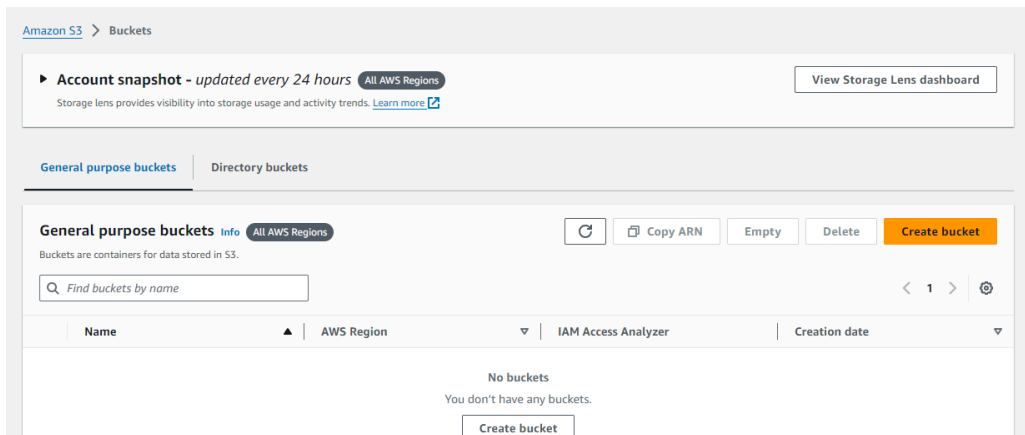 Amazon S3 > Buckets
Account snapshot - updated every 24 hours All AWS Regions View Storage Lens dashboard
Storage lens provides visibility into storage usage and activity trends. Learn more
General purpose buckets Directory buckets
General purpose buckets Info All AWS Regions Copy ARN Empty Delete Create bucket
Buckets are containers for data stored in S3.
Find buckets by name < 1 >
Name AWS Region IAM Access Analyzer Creation date
No buckets
You don't have any buckets.
Create bucket